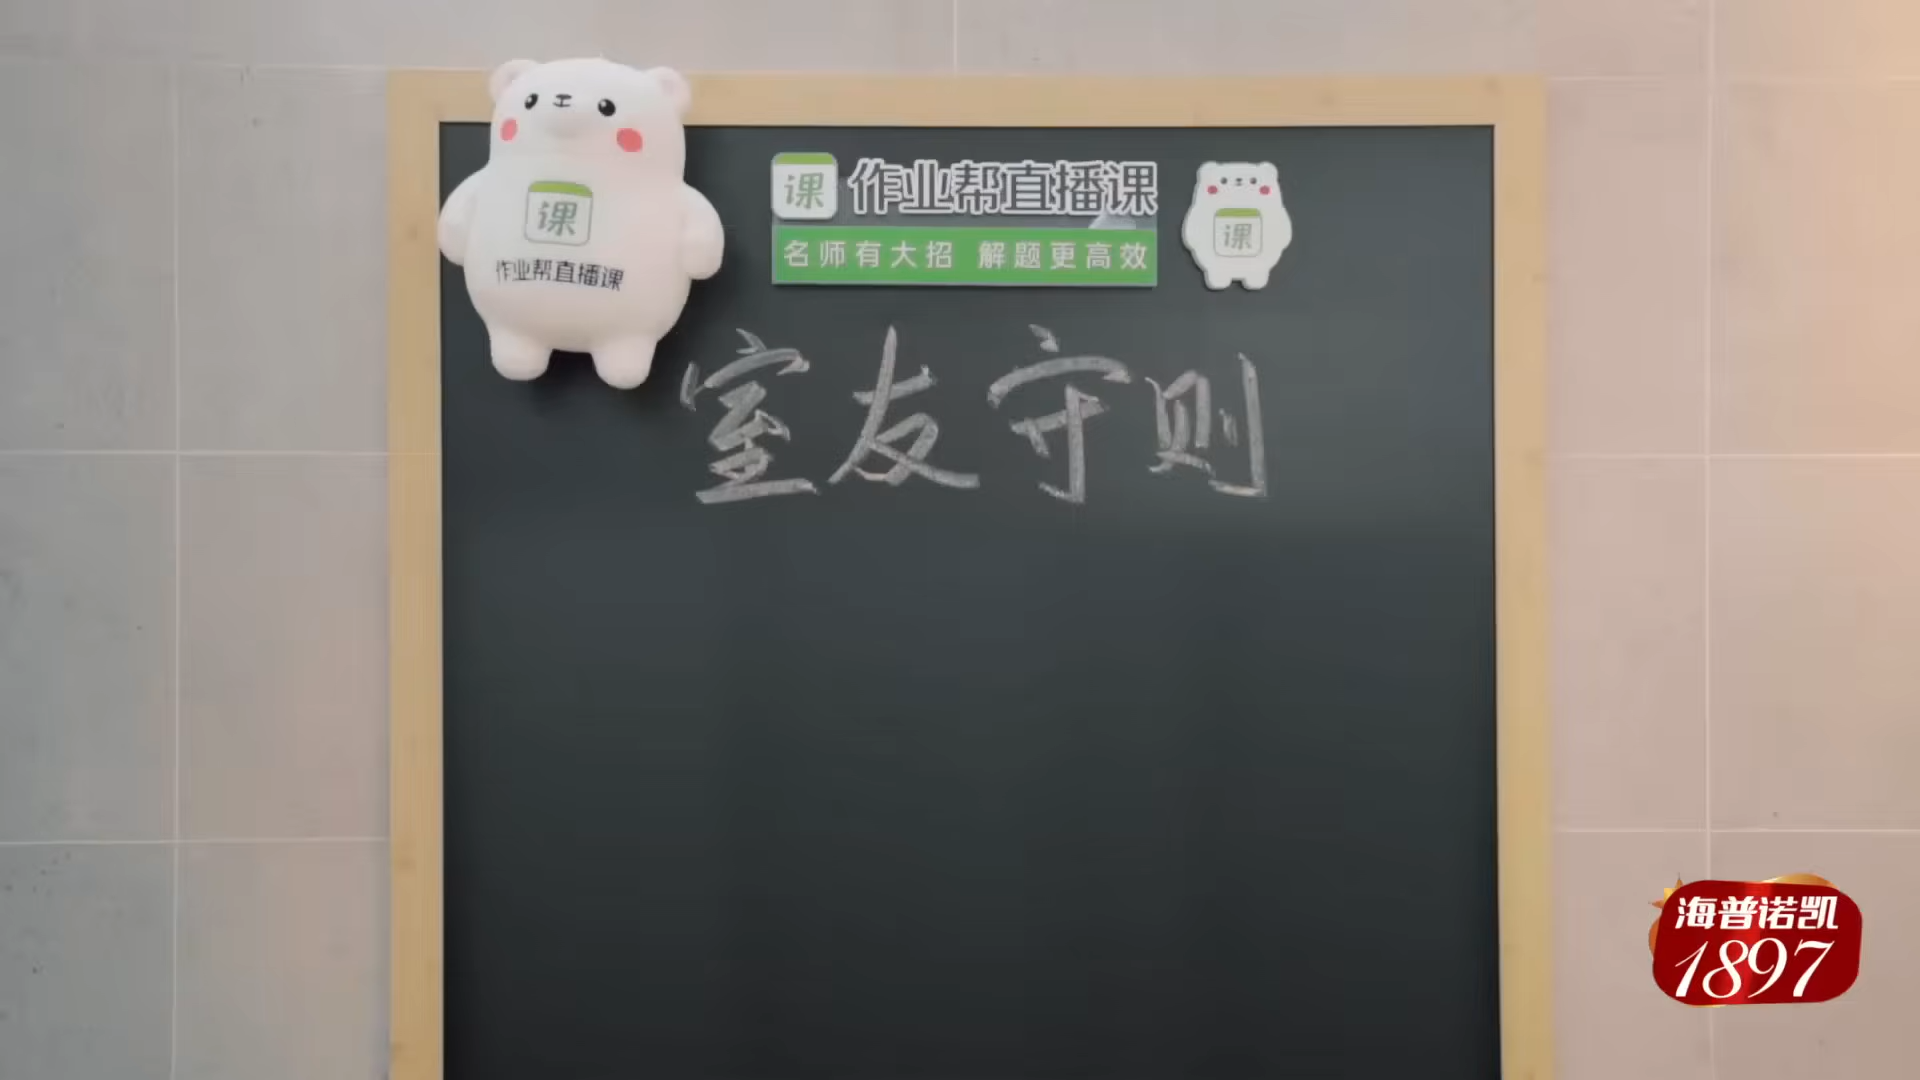 课 作业帮直播课
名师有大招 解题更高效
课
作业帮直播课
课
室友守则
海普诺凯
1897